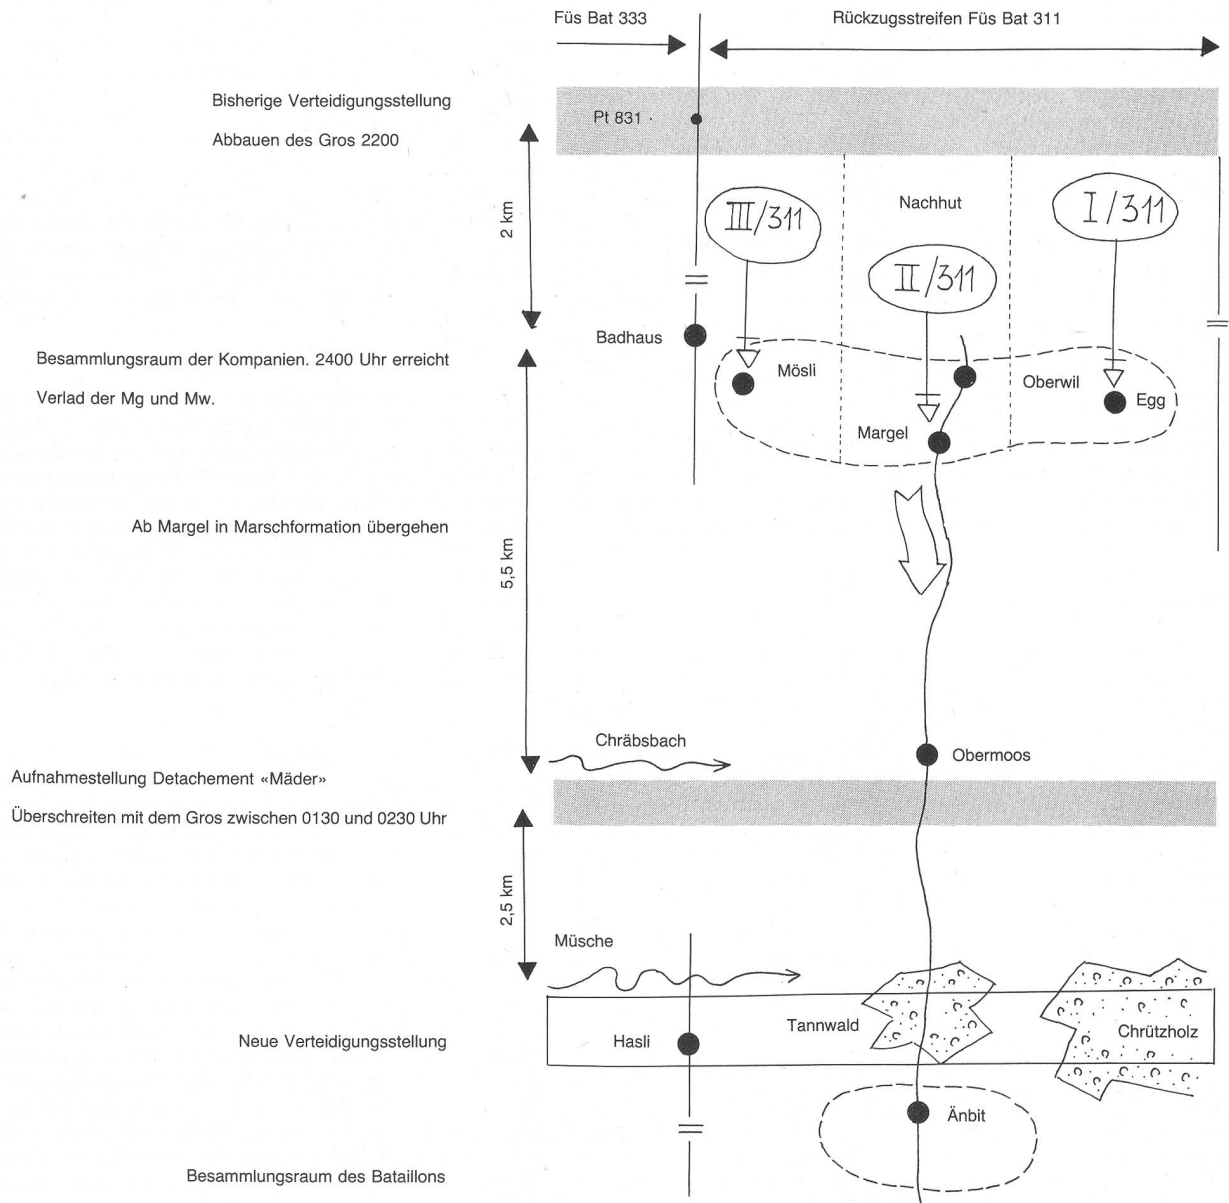 Füs Bat 333
Rückzugsstreifen Füs Bat 311
Bisherige Verteidigungsstellung
Abbauen des Gros 2200
Pt 831
2 km
III/311
Nachhut
II/311
I/311
Badhaus
Mösli
Oberwil
Egg
Margel
Besammlungsraum der Kompanien. 2400 Uhr erreicht
Verlad der Mg und Mw.
Ab Margel in Marschformation übergehen
5,5 km
Chräbsbach
Obermoos
Aufnahmestellung Detachement «Mäder»
Überschreiten mit dem Gros zwischen 0130 und 0230 Uhr
2,5 km
Müsche
Neue Verteidigungsstellung
Hasli
Tannwald
Chrützholz
Änbit
Besammlungsraum des Bataillons